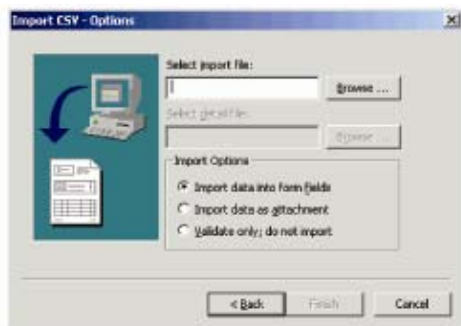 Import CSV - Options
Select import file:
Browse ...
Select detail file:
Browse ...
Import Options
Import data into form fields
Import data as attachment
Validate only; do not import
< Back
Finish
Cancel